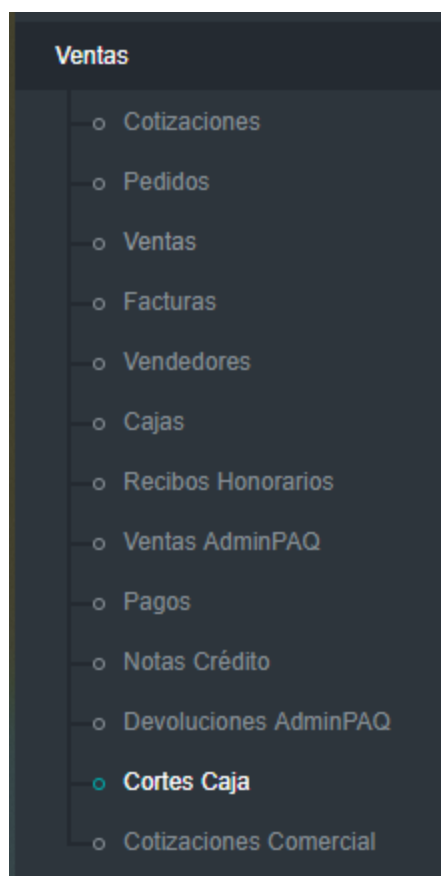 Ventas
Cotizaciones
Pedidos
Ventas
Facturas
Vendedores
Cajas
Recibos Honorarios
Ventas AdminPAQ
Pagos
Notas Crédito
Devoluciones AdminPAQ
Cortes Caja
Cotizaciones Comercial